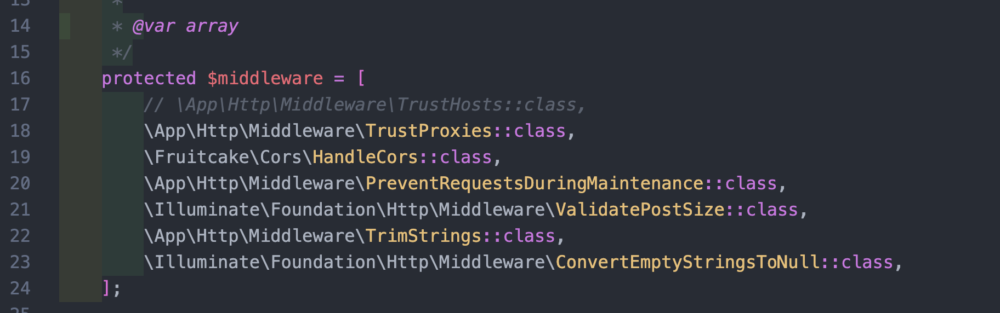 13 *
14 * @var array
15 */
16 protected $middleware = [
17 // \App\Http\Middleware\TrustHosts::class,
18 \App\Http\Middleware\TrustProxies::class,
19 \Fruitcake\Cors\HandleCors::class,
20 \App\Http\Middleware\PreventRequestsDuringMaintenance::class,
21 \Illuminate\Foundation\Http\Middleware\ValidatePostSize::class,
22 \App\Http\Middleware\TrimStrings::class,
23 \Illuminate\Foundation\Http\Middleware\ConvertEmptyStringsToNull::class,
24 ];
25